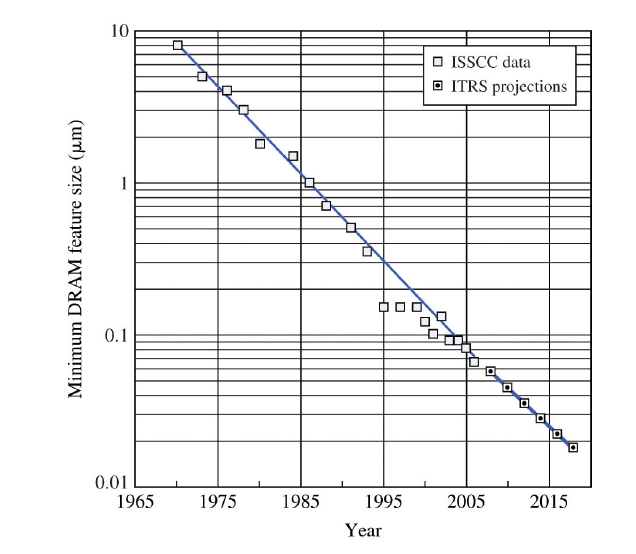 10
ISSCC data
ITRS projections
Minimum DRAM feature size (μm)
1
0.1
0.01
1965 1975 1985 1995 2005 2015
Year